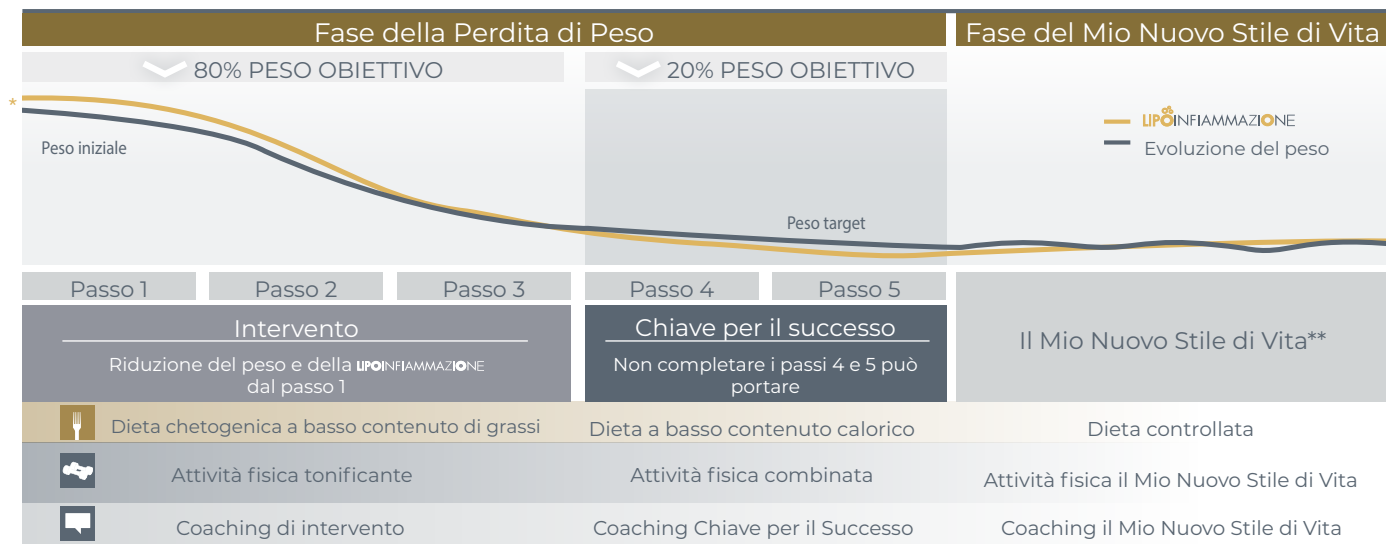 Fase della Perdita di Peso
Fase del Mio Nuovo Stile di Vita
80% PESO OBIETTIVO
20% PESO OBIETTIVO
*
Peso iniziale
LIPOINFIAMMAZIONE
Evoluzione del peso
Peso target
Passo 1
Passo 2
Passo 3
Passo 4
Passo 5
Intervento
Riduzione del peso e della LIPOINFIAMMAZIONE
dal passo 1
Chiave per il successo
Non completare i passi 4 e 5 può
portare
Il Mio Nuovo Stile di Vita**
Dieta chetogenica a basso contenuto di grassi
Dieta a basso contenuto calorico
Dieta controllata
Attività fisica tonificante
Attività fisica combinata
Attività fisica il Mio Nuovo Stile di Vita
Coaching di intervento
Coaching Chiave per il Successo
Coaching il Mio Nuovo Stile di Vita